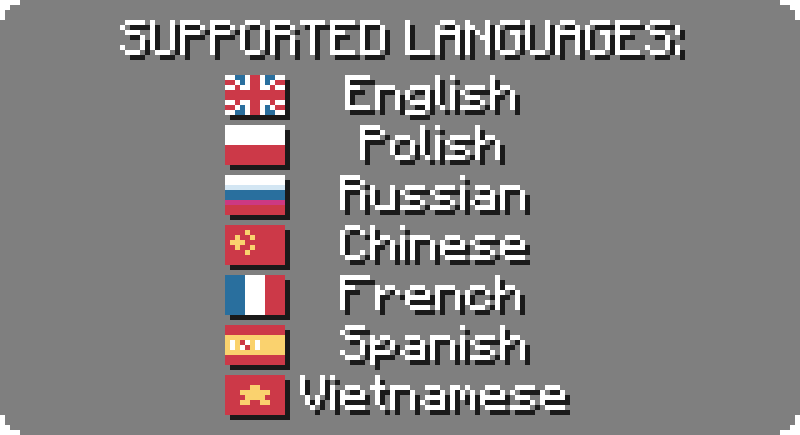 SUPPORTED LANGUAGES:
English
Polish
Russian
Chinese
French
Spanish
Vietnamese